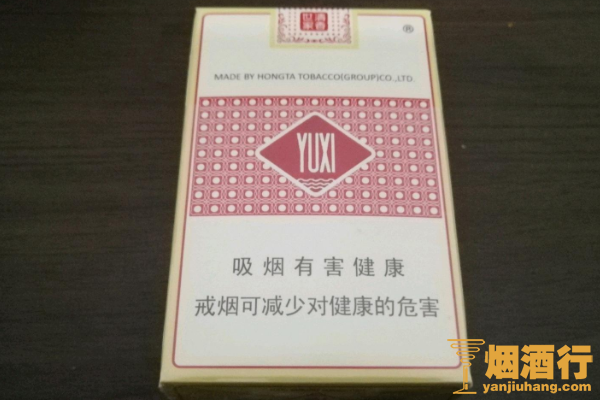 ®
MADE BY HONGTA TOBACCO(GROUP)CO.,LTD.
YUXI
吸烟有害健康
戒烟可减少对健康的危害
烟酒行
yanjiuhang.com